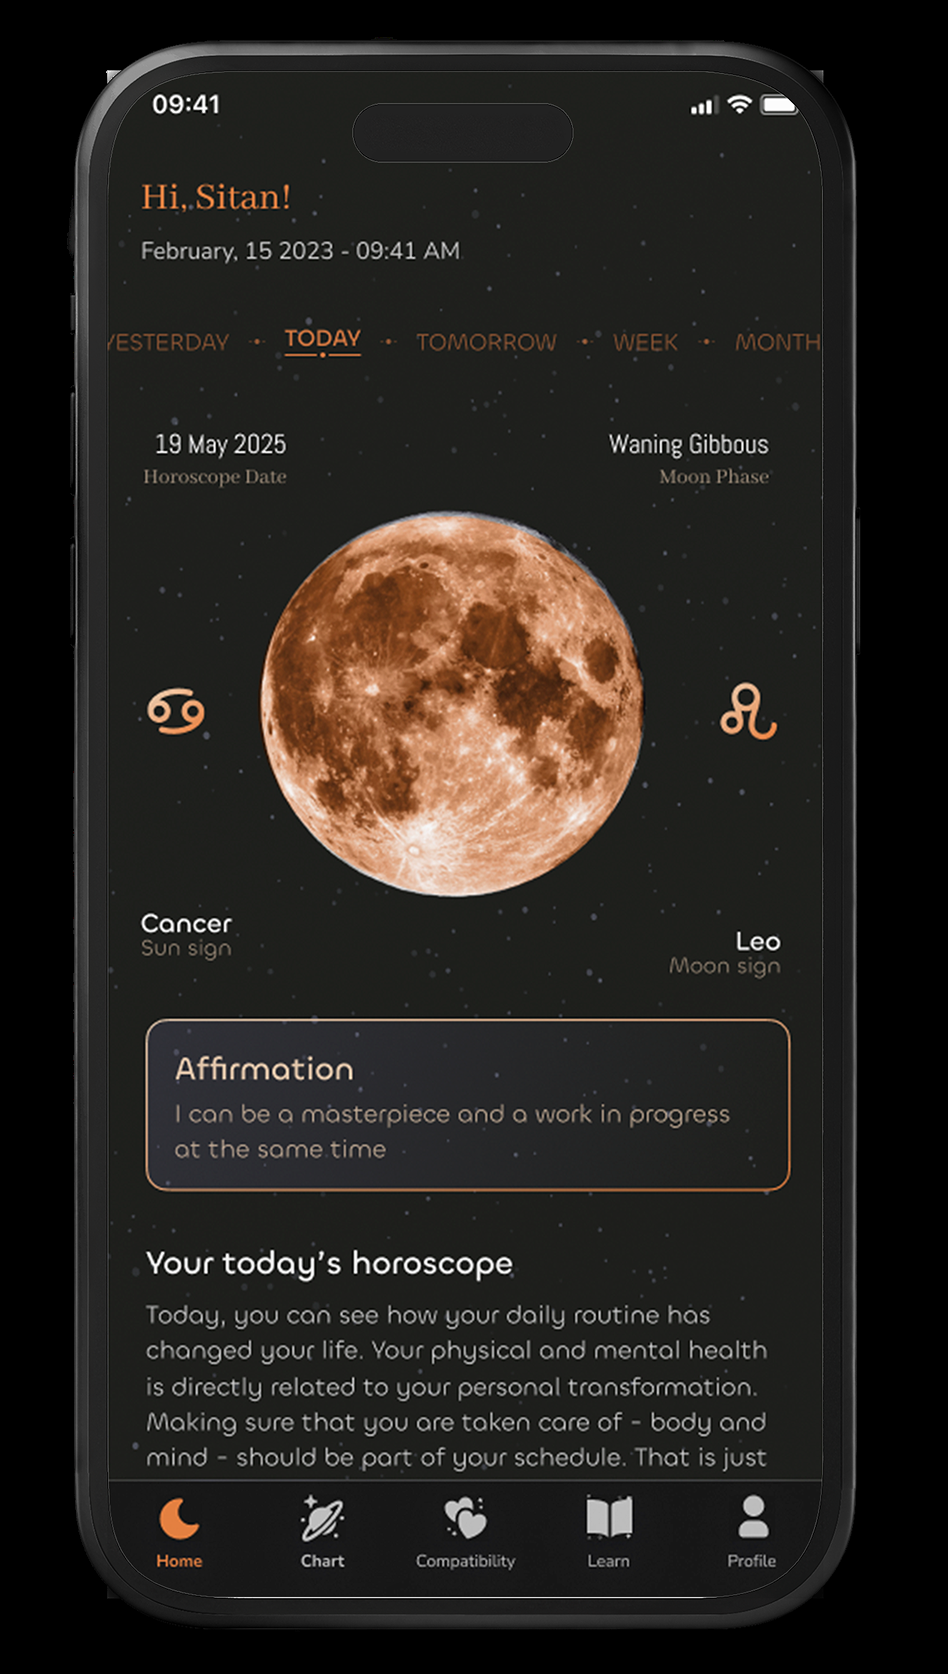 09:41
Hi, Sitan!
February, 15 2023 - 09:41 AM
YESTERDAY TODAY TOMORROW WEEK MONTH
19 May 2025 Waning Gibbous
Horoscope Date Moon Phase
Cancer
Sun sign
Leo
Moon sign
Affirmation
I can be a masterpiece and a work in progress
at the same time
Your today's horoscope
Today, you can see how your daily routine has
changed your life. Your physical and mental health
is directly related to your personal transformation.
Making sure that you are taken care of - body and
mind - should be part of your schedule. That is just
Home Chart Compatibility Learn Profile